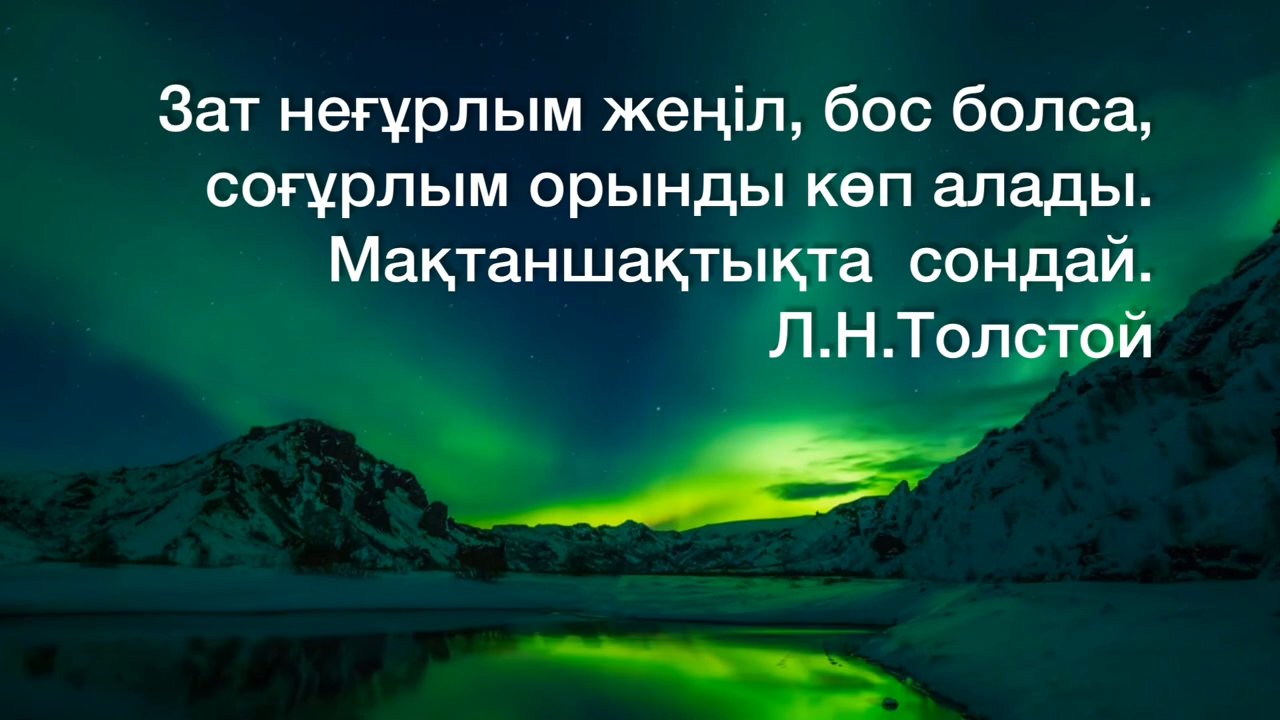 Зат неғұрлым жеңіл, бос болса,
соғұрлым орынды көп алады.
Мақтаншақтықта  сондай.
Л.Н.Толстой